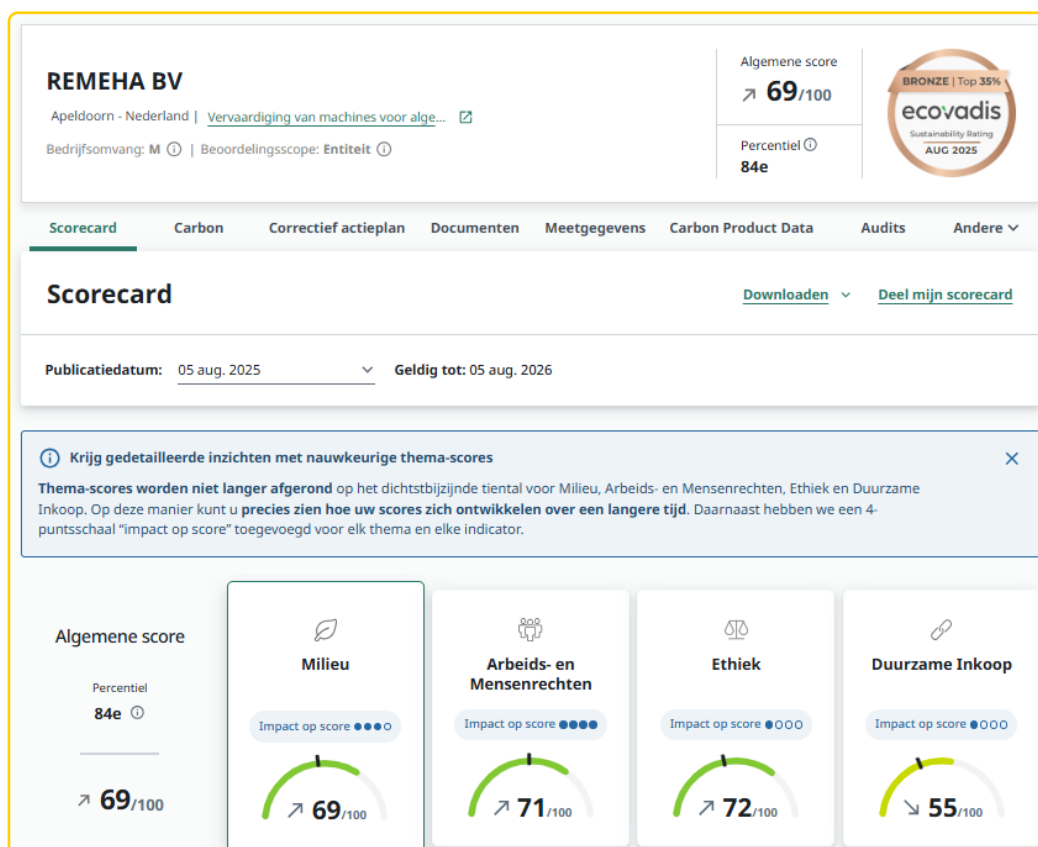 REMEHA BV
Apeldoorn - Nederland | Vervaardiging van machines voor alge...
Bedrijfsomvang: M | Beoordelingsscope: Entiteit
Algemene score
69/100
Percentiel
84e
BRONZE | Top 35%
ecovadis
Sustainability Rating
AUG 2025
Scorecard Carbon Correctief actieplan Documenten Meetgegevens Carbon Product Data Audits Andere
Scorecard
Downloaden Deel mijn scorecard
Publicatiedatum: 05 aug. 2025 Geldig tot: 05 aug. 2026
Krijg gedetailleerde inzichten met nauwkeurige thema-scores
Thema-scores worden niet langer afgerond op het dichtstbijzijnde tiental voor Milieu, Arbeids- en Mensenrechten, Ethiek en Duurzame
Inkoop. Op deze manier kunt u precies zien hoe uw scores zich ontwikkelen over een langere tijd. Daarnaast hebben we een 4-
puntsschaal "impact op score" toegevoegd voor elk thema en elke indicator.
Algemene score
Percentiel
84e
69/100
Milieu
Impact op score
69/100
Arbeids- en
Mensenrechten
Impact op score
71/100
Ethiek
Impact op score
72/100
Duurzame Inkoop
Impact op score
55/100